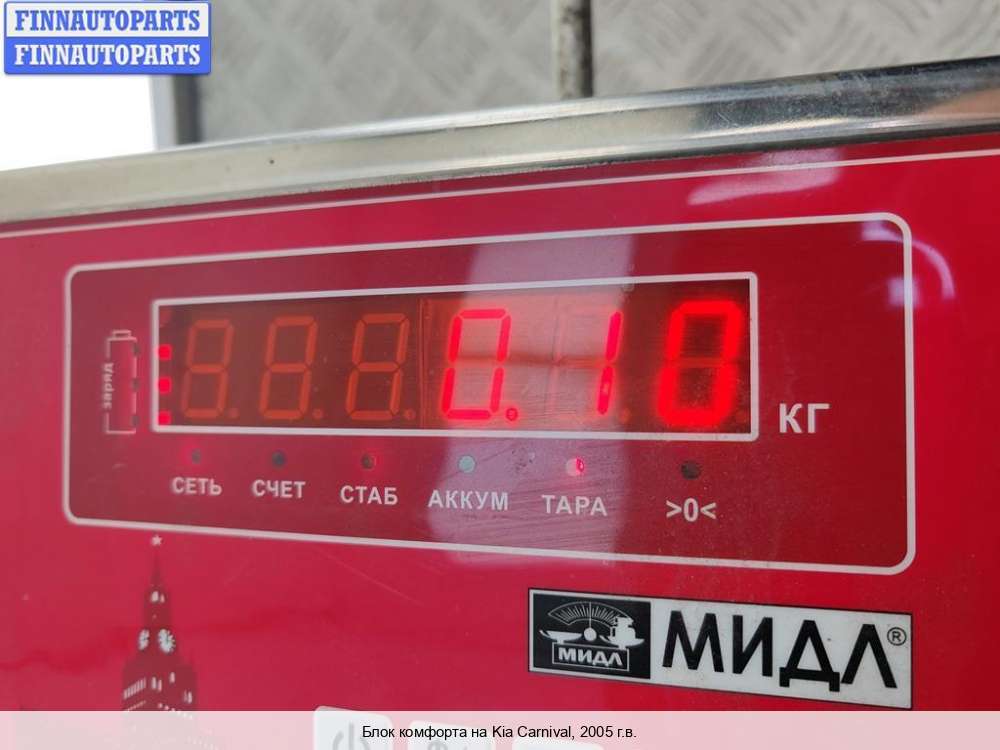 FINNAUTOPARTS
FINNAUTOPARTS
заряд
0.10
КГ
СЕТЬ СЧЕТ СТАБ АККУМ ТАРА >0<
МИДЛ
МИДЛ®
Блок комфорта на Kia Carnival, 2005 г.в.